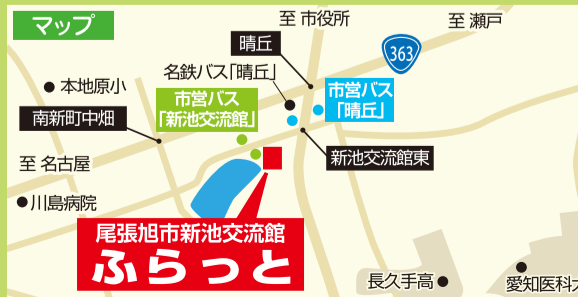 マップ
至 市役所
至 瀬戸
晴丘
363
名鉄バス「晴丘」
本地原小
市営バス
「新池交流館」
市営バス
「晴丘」
南新町中畑
至 名古屋
新池交流館東
川島病院
尾張旭市新池交流館
ふらっと
長久手高
愛知医科大